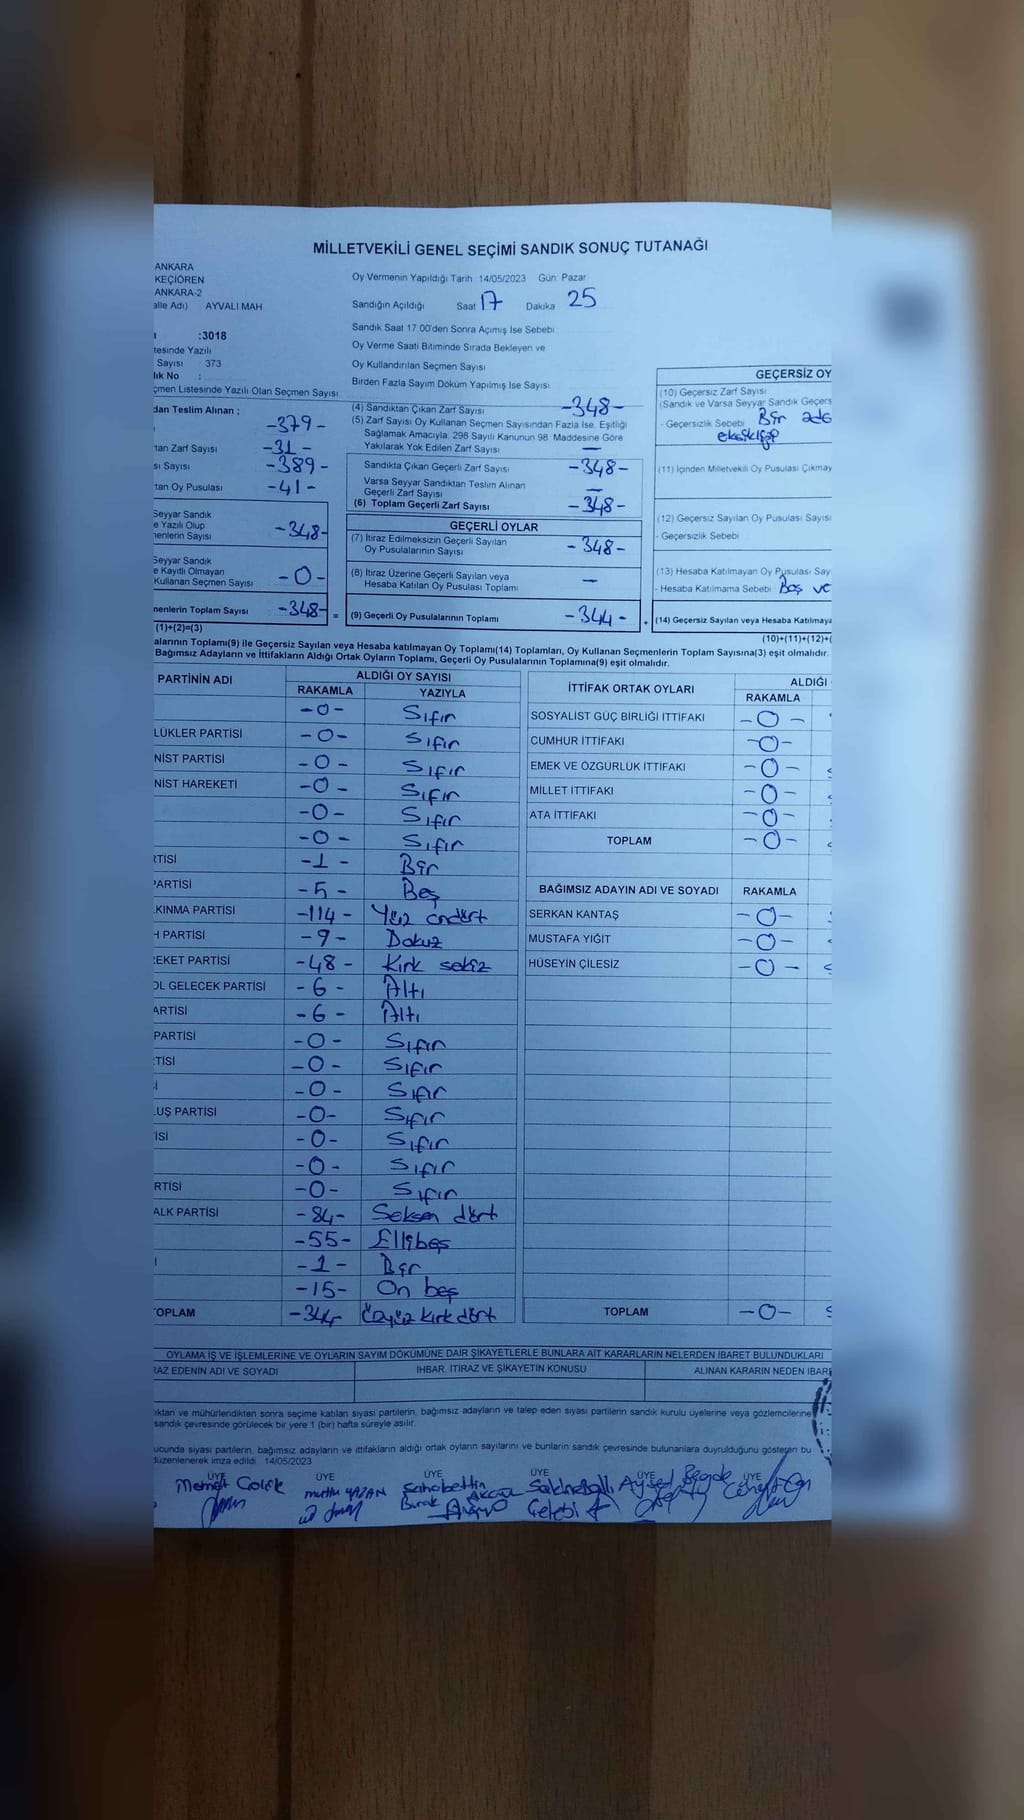 MİLLETVEKİLİ GENEL SEÇİMİ SANDIK SONUÇ TUTANAĞI
ANKARA
KEÇİÖREN
ANKARA-2
alle Adı) AYVALI MAH
:3018
tesinde Yazılı
Sayısı 373
lık No :
çmen Listesinde Yazılı Olan Seçmen Sayısı
Oy Vermenin Yapıldığı Tarih 14/05/2023 Gün Pazar
Sandığın Açıldığı Saat 17 Dakika 25
Sandık Saat 17 00'den Sonra Açımış İse Sebebi
Oy Verme Saati Bitiminde Sırada Bekleyen ve
Oy Kullandırılan Seçmen Sayısı
Birden Fazla Sayım Döküm Yapılmış İse Sayısı
dan Teslim Alınan ;
-379-
tan Zarf Sayısı -31-
sı Sayısı -389-
tan Oy Pusulası -41-
Seyyar Sandık
e Yazılı Olup
menlerin Sayısı -348-
Seyyar Sandık
e Kayıtlı Olmayan
Kullanan Seçmen Sayısı -0-
menlerin Toplam Sayısı -348- =
(1)+(2)=(3)
(4) Sandıktan Çıkan Zarf Sayısı -348-
(5) Zarf Sayısı Oy Kullanan Seçmen Sayısından Fazla İse, Eşitliği
Sağlamak Amacıyla, 298 Sayılı Kanunun 98 Maddesine Göre
Yakılarak Yok Edilen Zarf Sayısı —
Sandıkta Çıkan Geçerli Zarf Sayısı -348-
Varsa Seyyar Sandıktan Teslim Alınan
Geçerli Zarf Sayısı —
(6) Toplam Geçerli Zarf Sayısı -348-
GEÇERLİ OYLAR
(7) İtiraz Edilmeksizin Geçerli Sayılan
Oy Pusulalarının Sayısı -348-
(8) İtiraz Üzerine Geçerli Sayılan veya
Hesaba Katılan Oy Pusulası Toplamı —
(9) Geçerli Oy Pusulalarının Toplamı -344- +
GEÇERSİZ OY
(10) Geçersiz Zarf Sayısı
(Sandık ve Varsa Seyyar Sandık Geçers
- Geçersizlik Sebebi Bir ade
(11) İçinden Milletvekili Oy Pusulası Çıkmay
(12) Geçersiz Sayılan Oy Pusulası Sayısı
- Geçersizlik Sebebi
(13) Hesaba Katılmayan Oy Pusulası Say
- Hesaba Katılmama Sebebi Boş ve
(14) Geçersiz Sayılan veya Hesaba Katılmaya
(10)+(11)+(12)+(
alarının Toplamı(9) ile Geçersiz Sayılan veya Hesaba katılmayan Oy Toplamı(14) Toplamları, Oy Kullanan Seçmenlerin Toplam Sayısına(3) eşit olmalıdır.
Bağımsız Adayların ve İttifakların Aldığı Ortak Oyların Toplamı, Geçerli Oy Pusulalarının Toplamına(9) eşit olmalıdır.
PARTİNİN ADI ALDIĞI OY SAYISI
RAKAMLA YAZIYLA
-0- Sıfır
LÜKLER PARTİSİ -0- Sıfır
NİST PARTİSİ -0- Sıfır
NİST HAREKETİ -0- Sıfır
-0- Sıfır
-0- Sıfır
RTİSİ -1- Bir
PARTİSİ -5- Beş
KINMA PARTİSİ -114- Yüz ondört
H PARTİSİ -9- Dokuz
EKET PARTİSİ -48- Kırk sekiz
OL GELECEK PARTİSİ -6- Altı
ARTİSİ -6- Altı
PARTİSİ -0- Sıfır
TİSİ -0- Sıfır
İ -0- Sıfır
LUŞ PARTİSİ -0- Sıfır
İSİ -0- Sıfır
-0- Sıfır
RTİSİ -0- Sıfır
ALK PARTİSİ -84- Seksen dört
-55- Ellibeş
-1- Bir
-15- On beş
TOPLAM -344 Üçyüz kırk dört
İTTİFAK ORTAK OYLARI ALDIĞI
RAKAMLA
SOSYALİST GÜÇ BİRLİĞİ İTTİFAKI -0-
CUMHUR İTTİFAKI -0-
EMEK VE ÖZGÜRLÜK İTTİFAKI -0-
MİLLET İTTİFAKI -0-
ATA İTTİFAKI -0-
TOPLAM -0-
BAĞIMSIZ ADAYIN ADI VE SOYADI RAKAMLA
SERKAN KANTAŞ -0-
MUSTAFA YİĞİT -0-
HÜSEYİN ÇİLESİZ -0-
TOPLAM -0-
OYLAMA İŞ VE İŞLEMLERİNE VE OYLARIN SAYIM DÖKÜMÜNE DAİR ŞİKAYETLERLE BUNLARA AİT KARARLARIN NELERDEN İBARET BULUNDUKLARI
RAZ EDENİN ADI VE SOYADI İHBAR, İTİRAZ VE ŞİKAYETİN KONUSU ALINAN KARARIN NEDEN İBARE
ıktan ve mühürlendikten sonra seçime katılan siyasi partilerin, bağımsız adayların ve talep eden siyasi partilerin sandık kurulu üyelerine veya gözlemcilerine
sandık çevresinde görülecek bir yere 1 (bir) hafta süreyle asılır.
ucunda siyasi partilerin, bağımsız adayların ve ittifakların aldığı ortak oyların sayılarını ve bunların sandık çevresinde bulunanlara duyrulduğunu gösteren bu
düzenlenerek imza edildi. 14/05/2023
ÜYE ÜYE ÜYE ÜYE ÜYE ÜYE
Mehmet mutlu YAZAN Sahabettin
Burak Çelebi